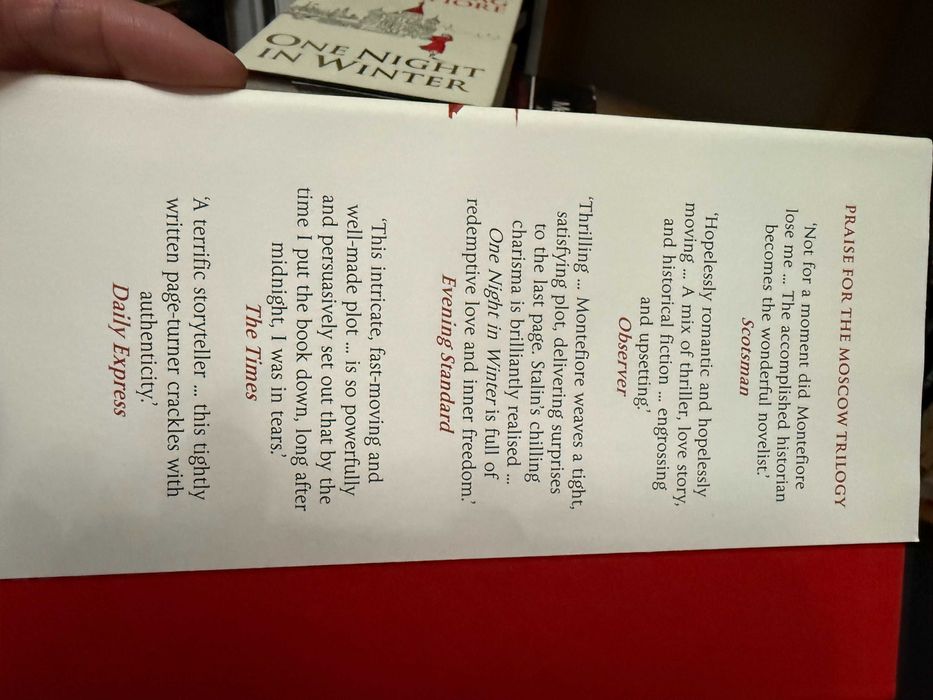 ONE NIGHT
IN WINTER
PRAISE FOR THE MOSCOW TRILOGY
‘Not for a moment did Montefiore
lose me ... The accomplished historian
becomes the wonderful novelist.’
Scotsman
‘Hopelessly romantic and hopelessly
moving ... A mix of thriller, love story,
and historical fiction ... engrossing
and upsetting.’
Observer
‘Thrilling ... Montefiore weaves a tight,
satisfying plot, delivering surprises
to the last page. Stalin’s chilling
charisma is brilliantly realised ...
One Night in Winter is full of
redemptive love and inner freedom.’
Evening Standard
‘This intricate, fast-moving and
well-made plot ... is so powerfully
and persuasively set out that by the
time I put the book down, long after
midnight, I was in tears.’
The Times
‘A terrific storyteller ... this tightly
written page-turner crackles with
authenticity.’
Daily Express